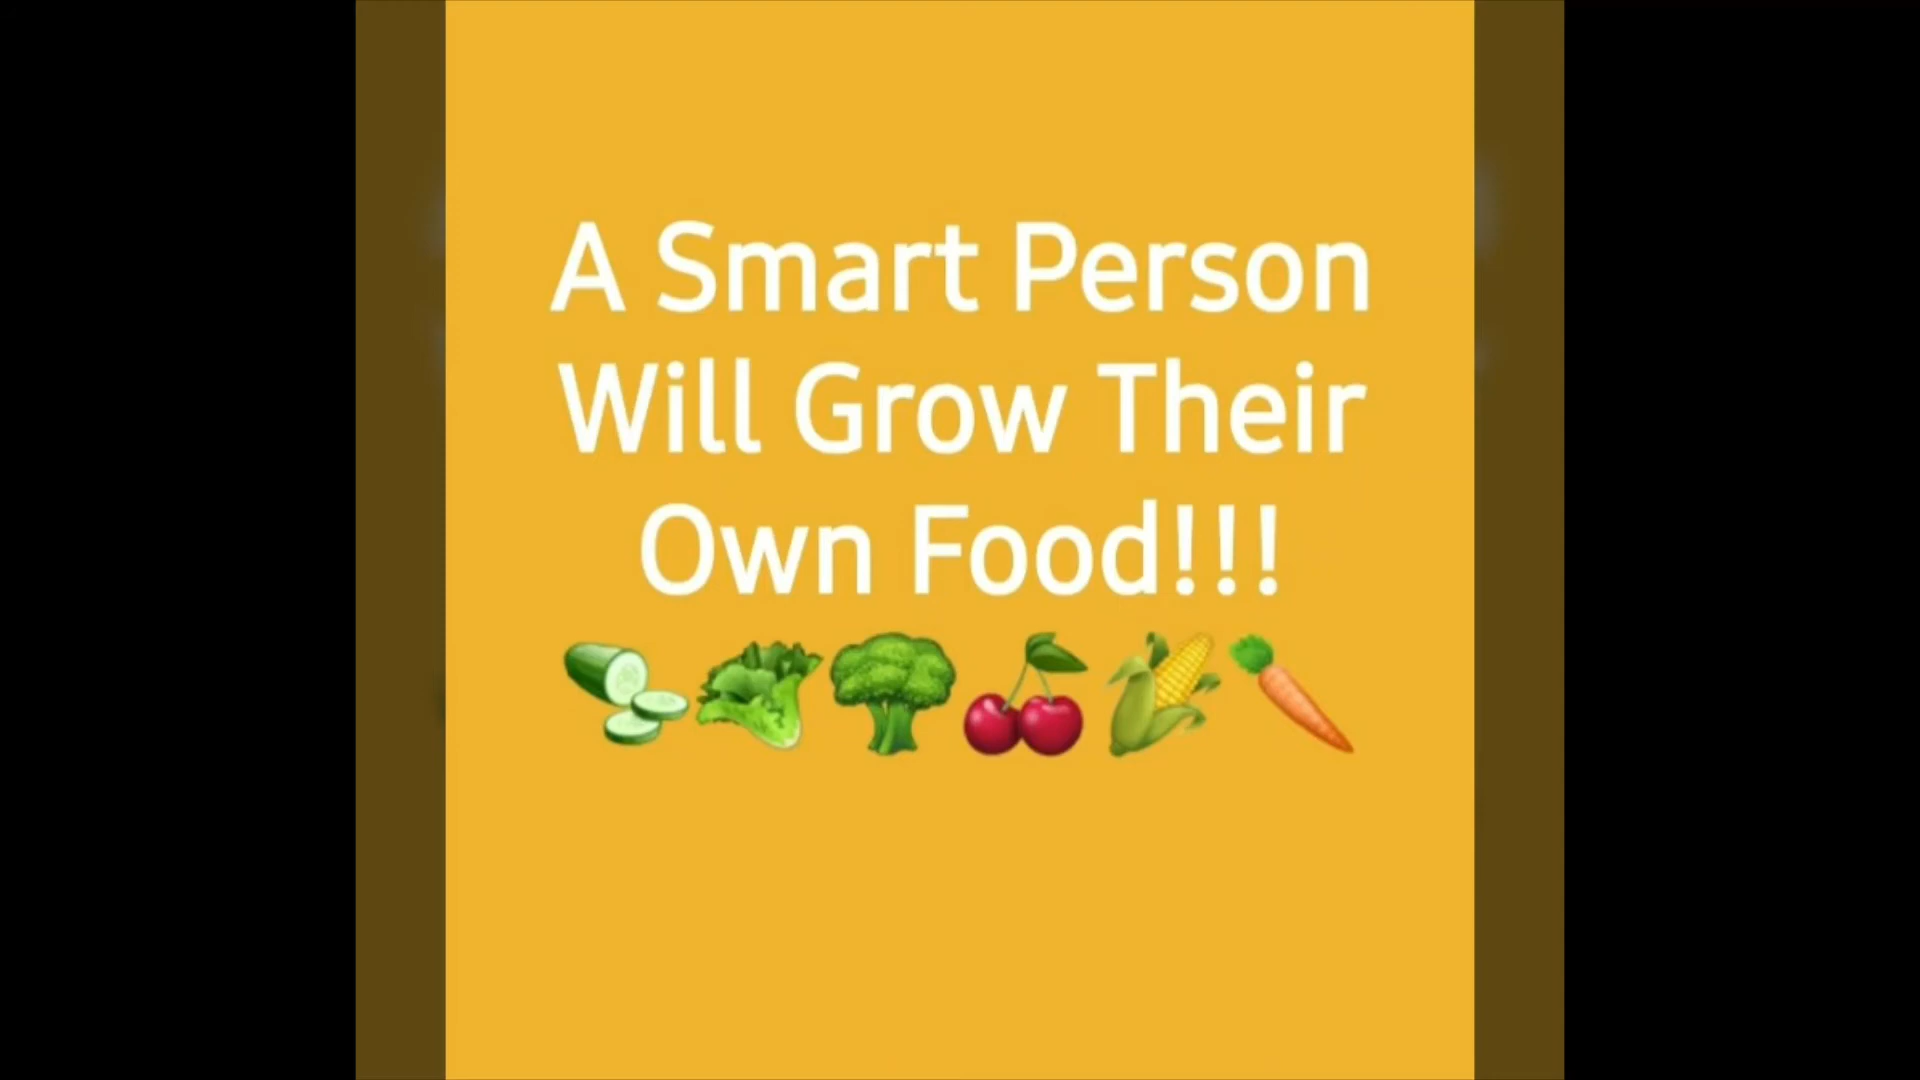 A Smart Person
Will Grow Their
Own Food!!!
🥒🥬🥦🍒🌽🥕